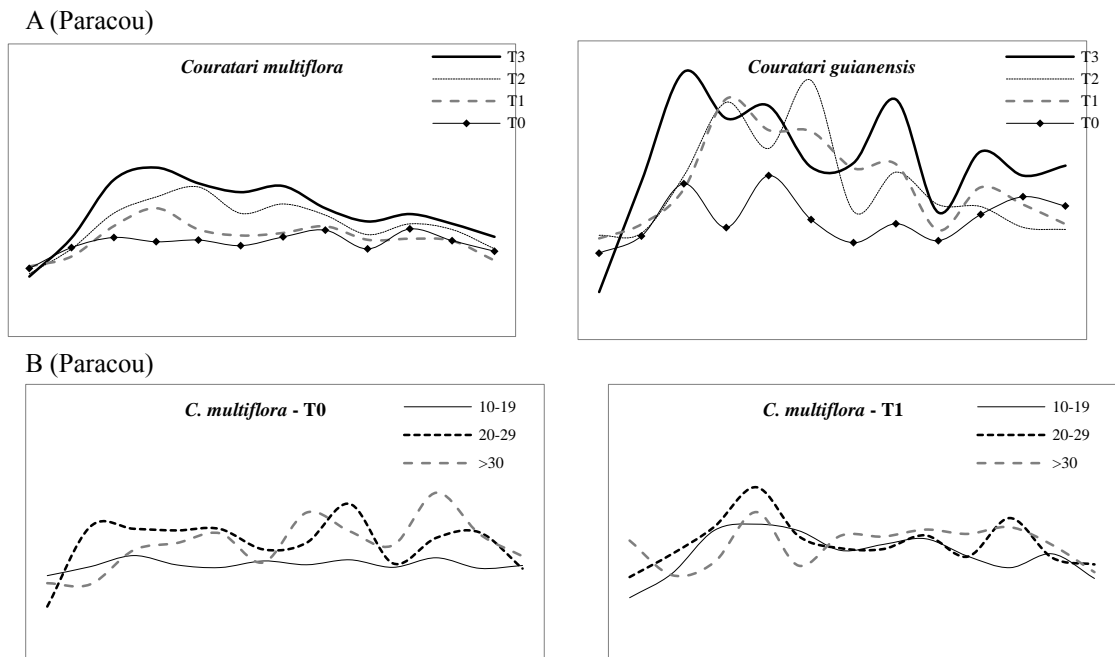 A (Paracou)
Couratari multiflora
T3
T2
T1
T0
Couratari guianensis
T3
T2
T1
T0
B (Paracou)
C. multiflora - T0
10-19
20-29
>30
C. multiflora - T1
10-19
20-29
>30